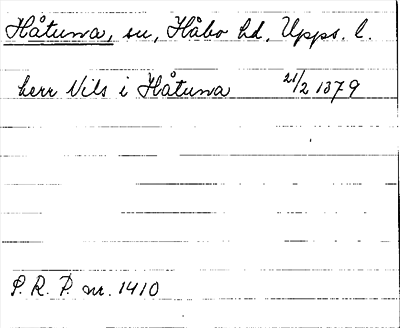 Håtuna, sn, Håbo hd, Upps. l.
herr Nils i Håtuna 21/2 1379
P. R. P. nr. 1410